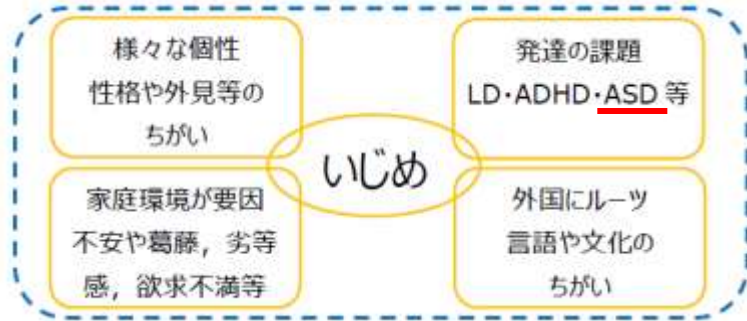 様々な個性
性格や外見等の
ちがい
発達の課題
LD・ADHD・ASD 等
いじめ
家庭環境が要因
不安や葛藤，劣等
感，欲求不満等
外国にルーツ
言語や文化の
ちがい